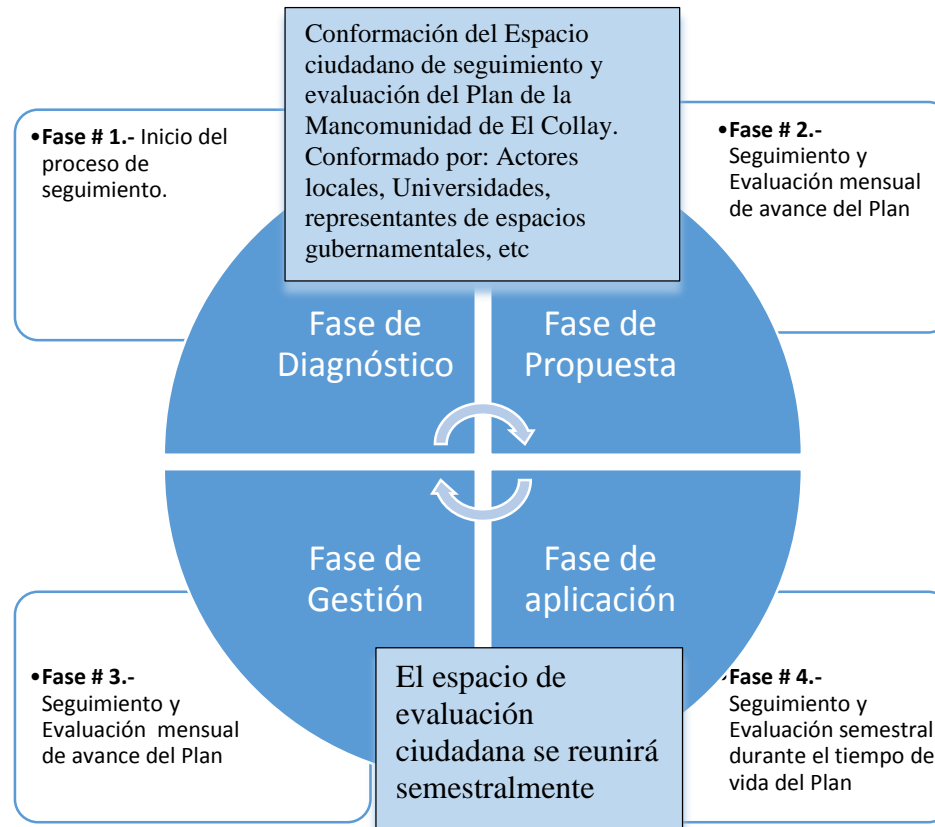 Conformación del Espacio
ciudadano de seguimiento y
evaluación del Plan de la
Mancomunidad de El Collay.
Conformado por: Actores
locales, Universidades,
representantes de espacios
gubernamentales, etc
•Fase # 1.- Inicio del
proceso de
seguimiento.
•Fase # 2.-
Seguimiento y
Evaluación mensual
de avance del Plan
Fase de
Diagnóstico
Fase de
Propuesta
Fase de
Gestión
Fase de
aplicación
•Fase # 3.-
Seguimiento y
Evaluación mensual
de avance del Plan
El espacio de
evaluación
ciudadana se reunirá
semestralmente
•Fase # 4.-
Seguimiento y
Evaluación semestral
durante el tiempo de
vida del Plan